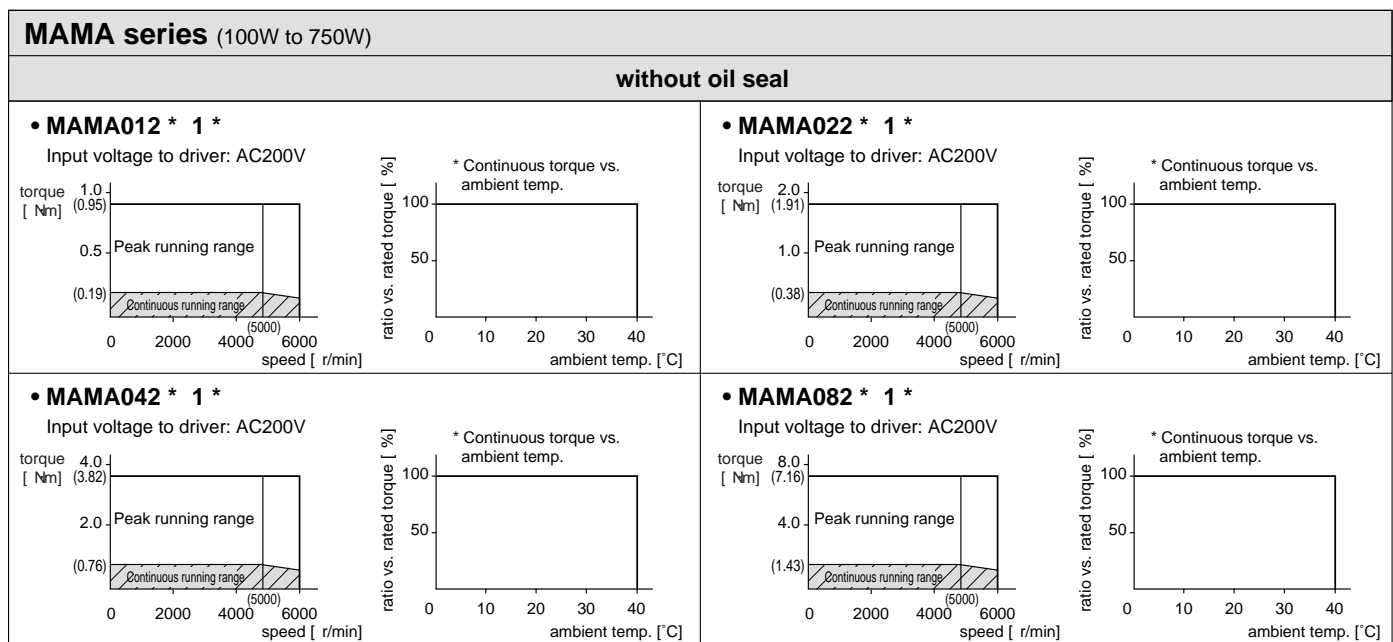 MAMA series (100W to 750W)
without oil seal
• MAMA012 * 1 *
Input voltage to driver: AC200V
torque
[ Nm]
1.0
(0.95)
0.5
(0.19)
Peak running range
Continuous running range
(5000)
0 2000 4000 6000
speed [ r/min]
ratio vs. rated torque [ %]
* Continuous torque vs.
ambient temp.
100
50
0 10 20 30 40
ambient temp. [˚C]
• MAMA022 * 1 *
Input voltage to driver: AC200V
torque
[ Nm]
2.0
(1.91)
1.0
(0.38)
Peak running range
Continuous running range
(5000)
0 2000 4000 6000
speed [ r/min]
ratio vs. rated torque [ %]
* Continuous torque vs.
ambient temp.
100
50
0 10 20 30 40
ambient temp. [˚C]
• MAMA042 * 1 *
Input voltage to driver: AC200V
torque
[ Nm]
4.0
(3.82)
2.0
(0.76)
Peak running range
Continuous running range
(5000)
0 2000 4000 6000
speed [ r/min]
ratio vs. rated torque [ %]
* Continuous torque vs.
ambient temp.
100
50
0 10 20 30 40
ambient temp. [˚C]
• MAMA082 * 1 *
Input voltage to driver: AC200V
torque
[ Nm]
8.0
(7.16)
4.0
(1.43)
Peak running range
Continuous running range
(5000)
0 2000 4000 6000
speed [ r/min]
ratio vs. rated torque [ %]
* Continuous torque vs.
ambient temp.
100
50
0 10 20 30 40
ambient temp. [˚C]